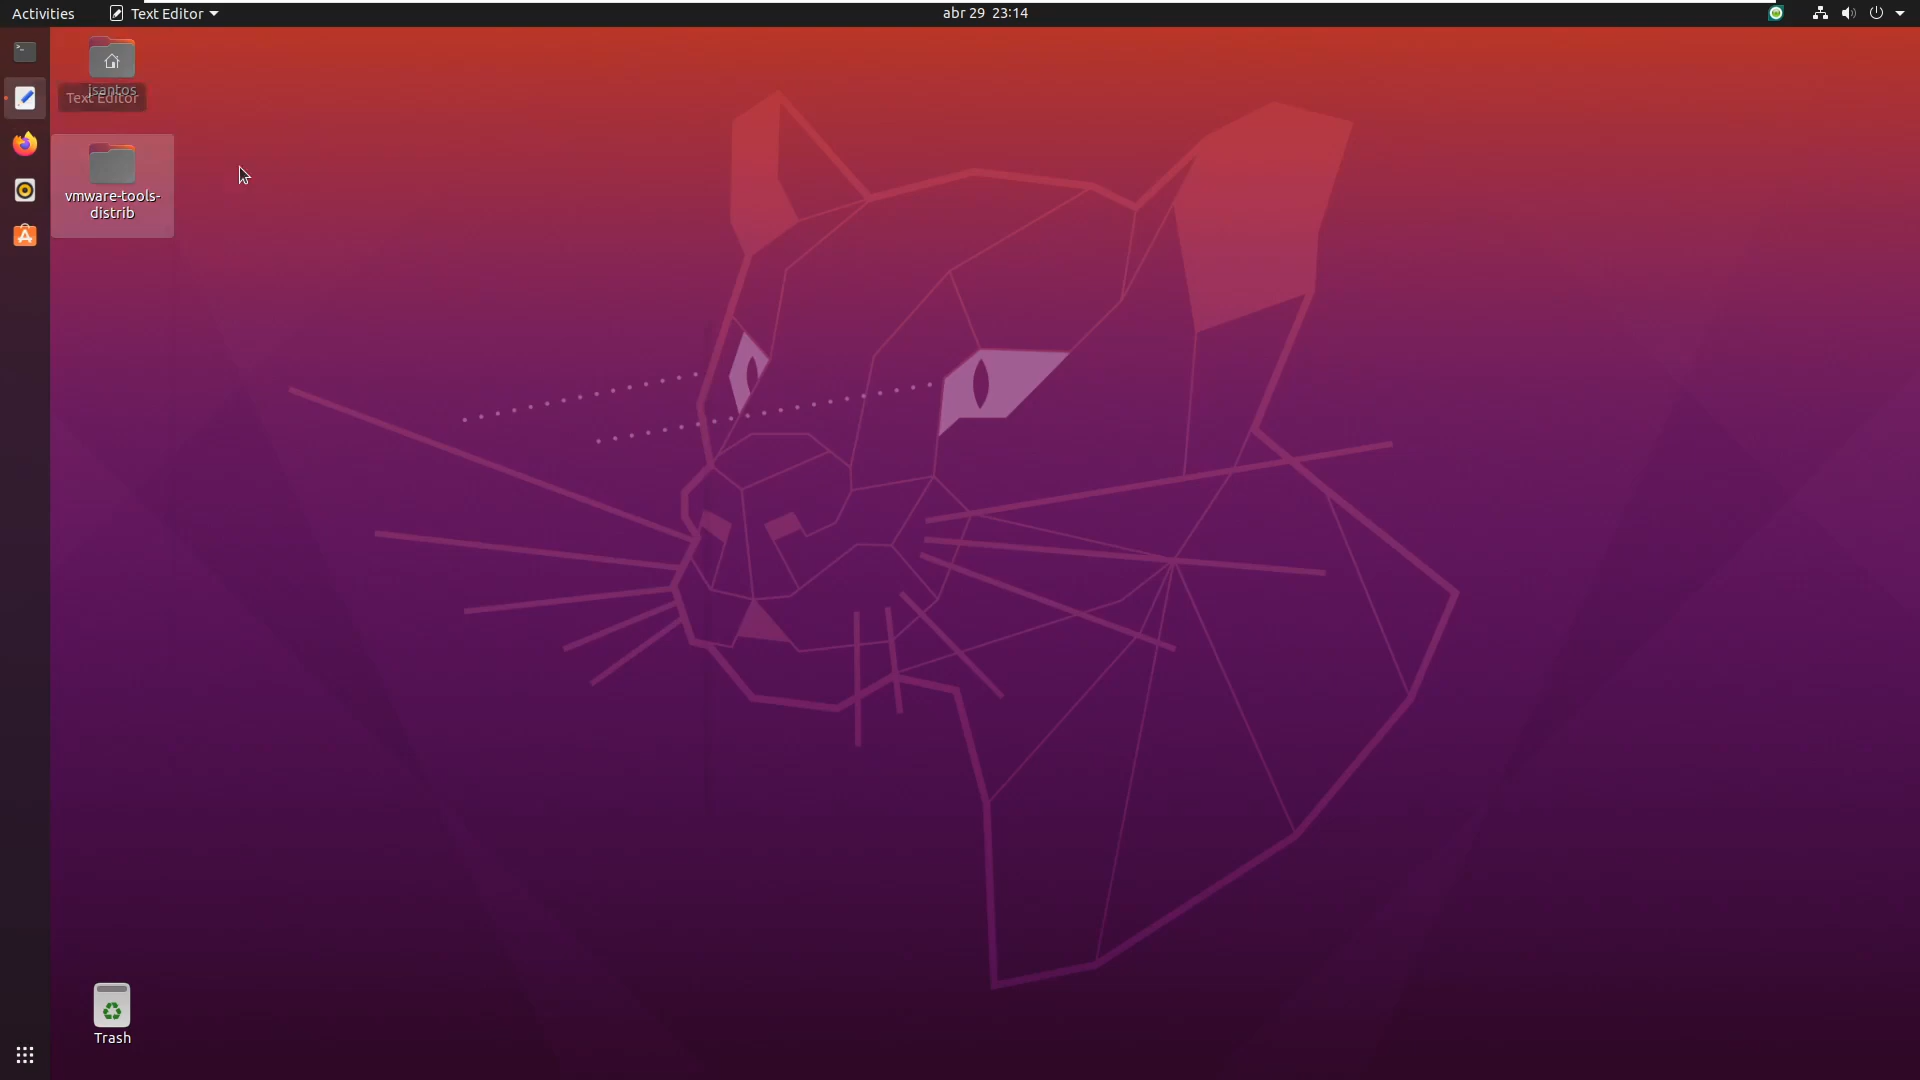 Activities
Text Editor
abr 29 23:14
jsantos
Text Editor
vmware-tools-
distrib
Trash